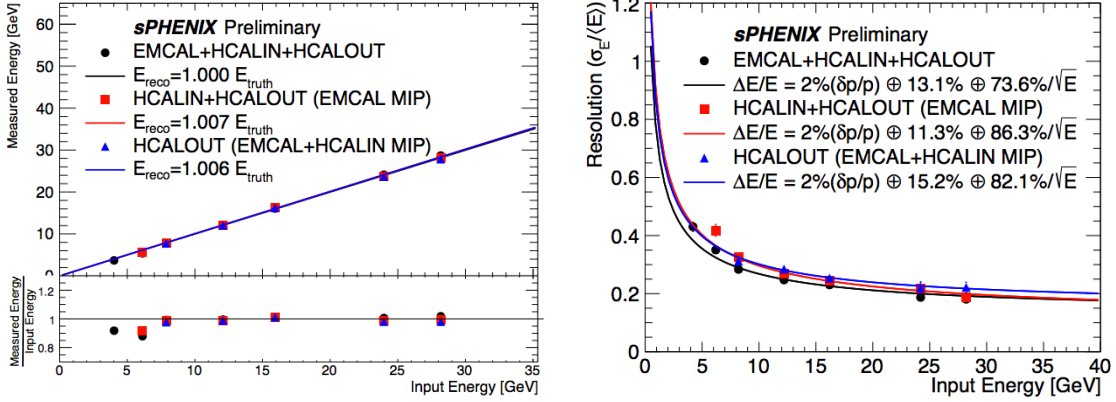 Measured Energy [GeV]
60
50
40
30
20
10
0
sPHENIX Preliminary
EMCAL+HCALIN+HCALOUT
E_reco=1.000 E_truth
HCALIN+HCALOUT (EMCAL MIP)
E_reco=1.007 E_truth
HCALOUT (EMCAL+HCALIN MIP)
E_reco=1.006 E_truth
Measured Energy
Input Energy
1.2
1
0.8
0 5 10 15 20 25 30 35
Input Energy [GeV]
Resolution (σ_E/⟨E⟩)
1.2
1
0.8
0.6
0.4
0.2
0
sPHENIX Preliminary
EMCAL+HCALIN+HCALOUT
ΔE/E = 2%(δp/p) ⊕ 13.1% ⊕ 73.6%/√E
HCALIN+HCALOUT (EMCAL MIP)
ΔE/E = 2%(δp/p) ⊕ 11.3% ⊕ 86.3%/√E
HCALOUT (EMCAL+HCALIN MIP)
ΔE/E = 2%(δp/p) ⊕ 15.2% ⊕ 82.1%/√E
0 5 10 15 20 25 30 35 40
Input Energy [GeV]